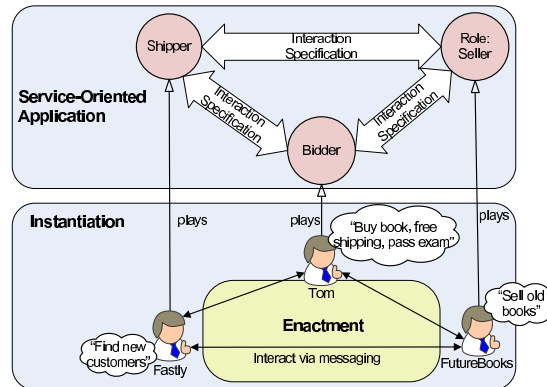 Shipper
Interaction
Specification
Role:
Seller
Service-Oriented
Application
Interaction
Specification
Interaction
Specification
Bidder
Instantiation
plays
plays
plays
“Buy book, free
shipping, pass exam”
Tom
“Sell old
books”
Enactment
“Find new
customers”
Interact via messaging
Fastly
FutureBooks